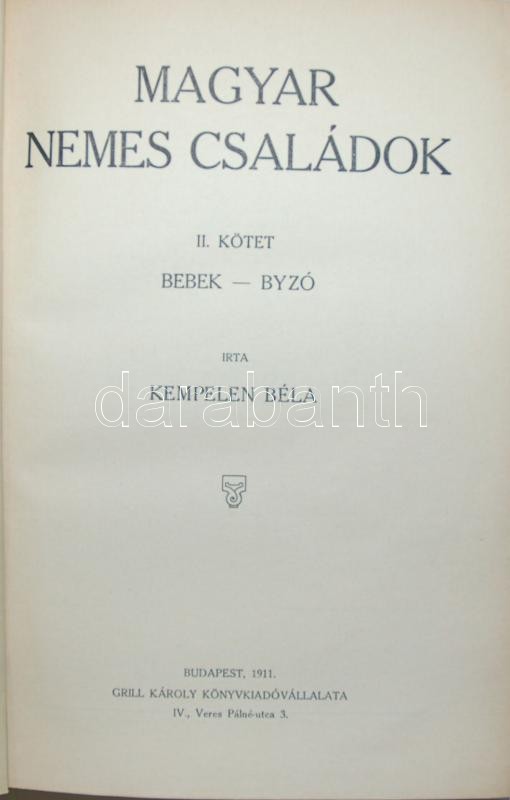 MAGYAR
NEMES CSALÁDOK
II. KÖTET
BEBEK — BYZÓ
IRTA
KEMPELEN BÉLA
darabanth
BUDAPEST, 1911.
GRILL KÁROLY KÖNYVKIADÓVÁLLALATA
IV., Veres Pálné-utca 3.